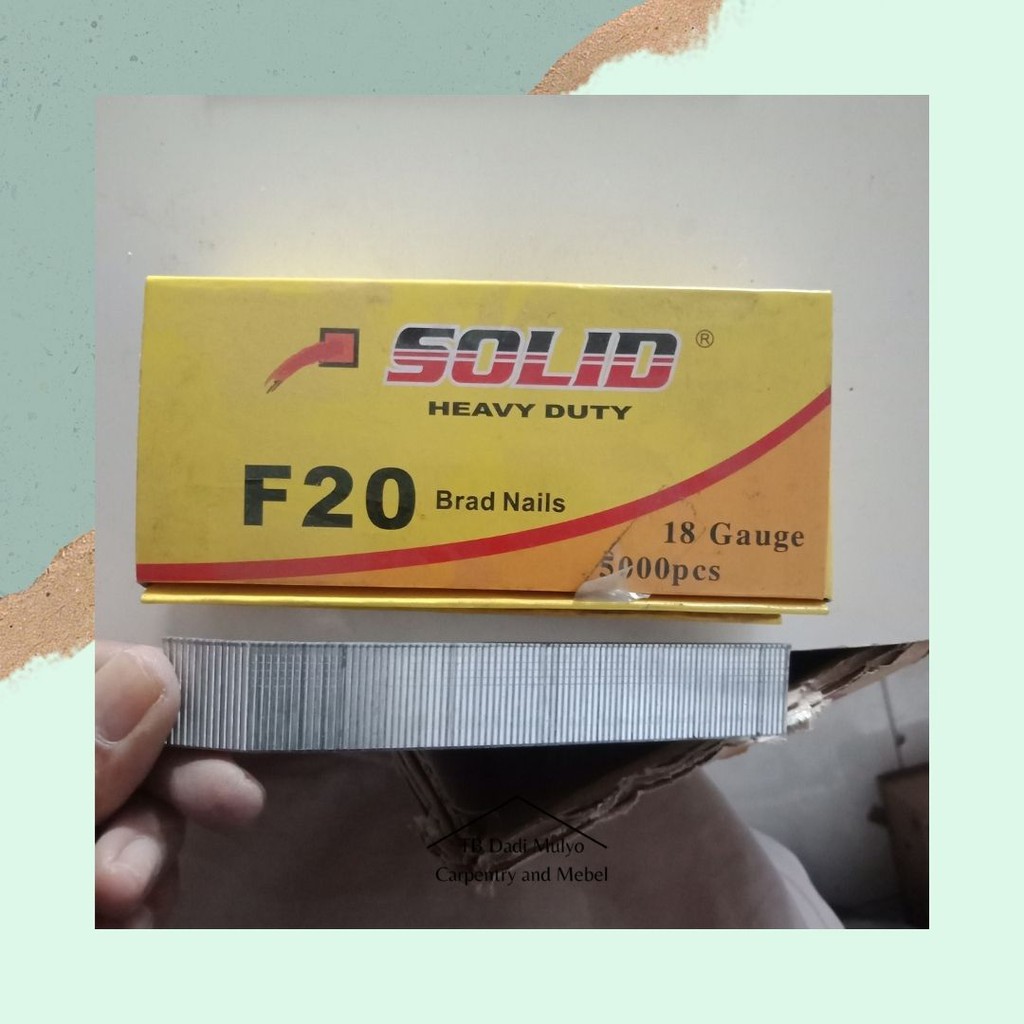 SOLID ®
HEAVY DUTY
F20 Brad Nails
18 Gauge
5000pcs
TB Dadi Mulyo
Carpentry and Mebel